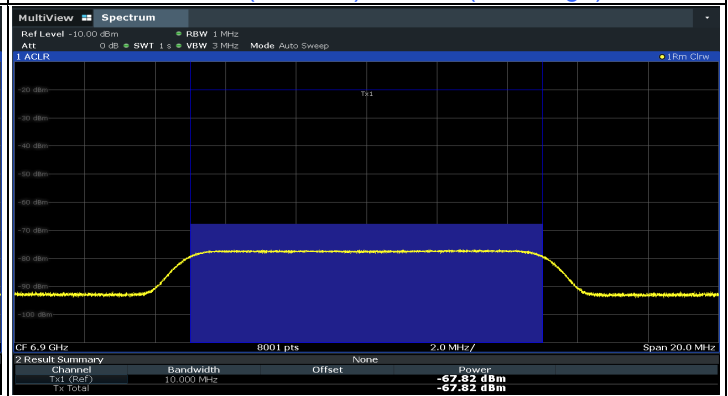 MultiView Spectrum
Ref Level -10.00 dBm RBW 1 MHz
Att 0 dB SWT 1 s VBW 3 MHz Mode Auto Sweep
1 ACLR 1Rm Clrw
Tx1
-20 dBm
-30 dBm
-40 dBm
-50 dBm
-60 dBm
-70 dBm
-80 dBm
-90 dBm
-100 dBm
CF 6.9 GHz 8001 pts 2.0 MHz/ Span 20.0 MHz
2 Result Summary None
Channel Bandwidth Offset Power
Tx1 (Ref) 10.000 MHz -67.82 dBm
Tx Total -67.82 dBm